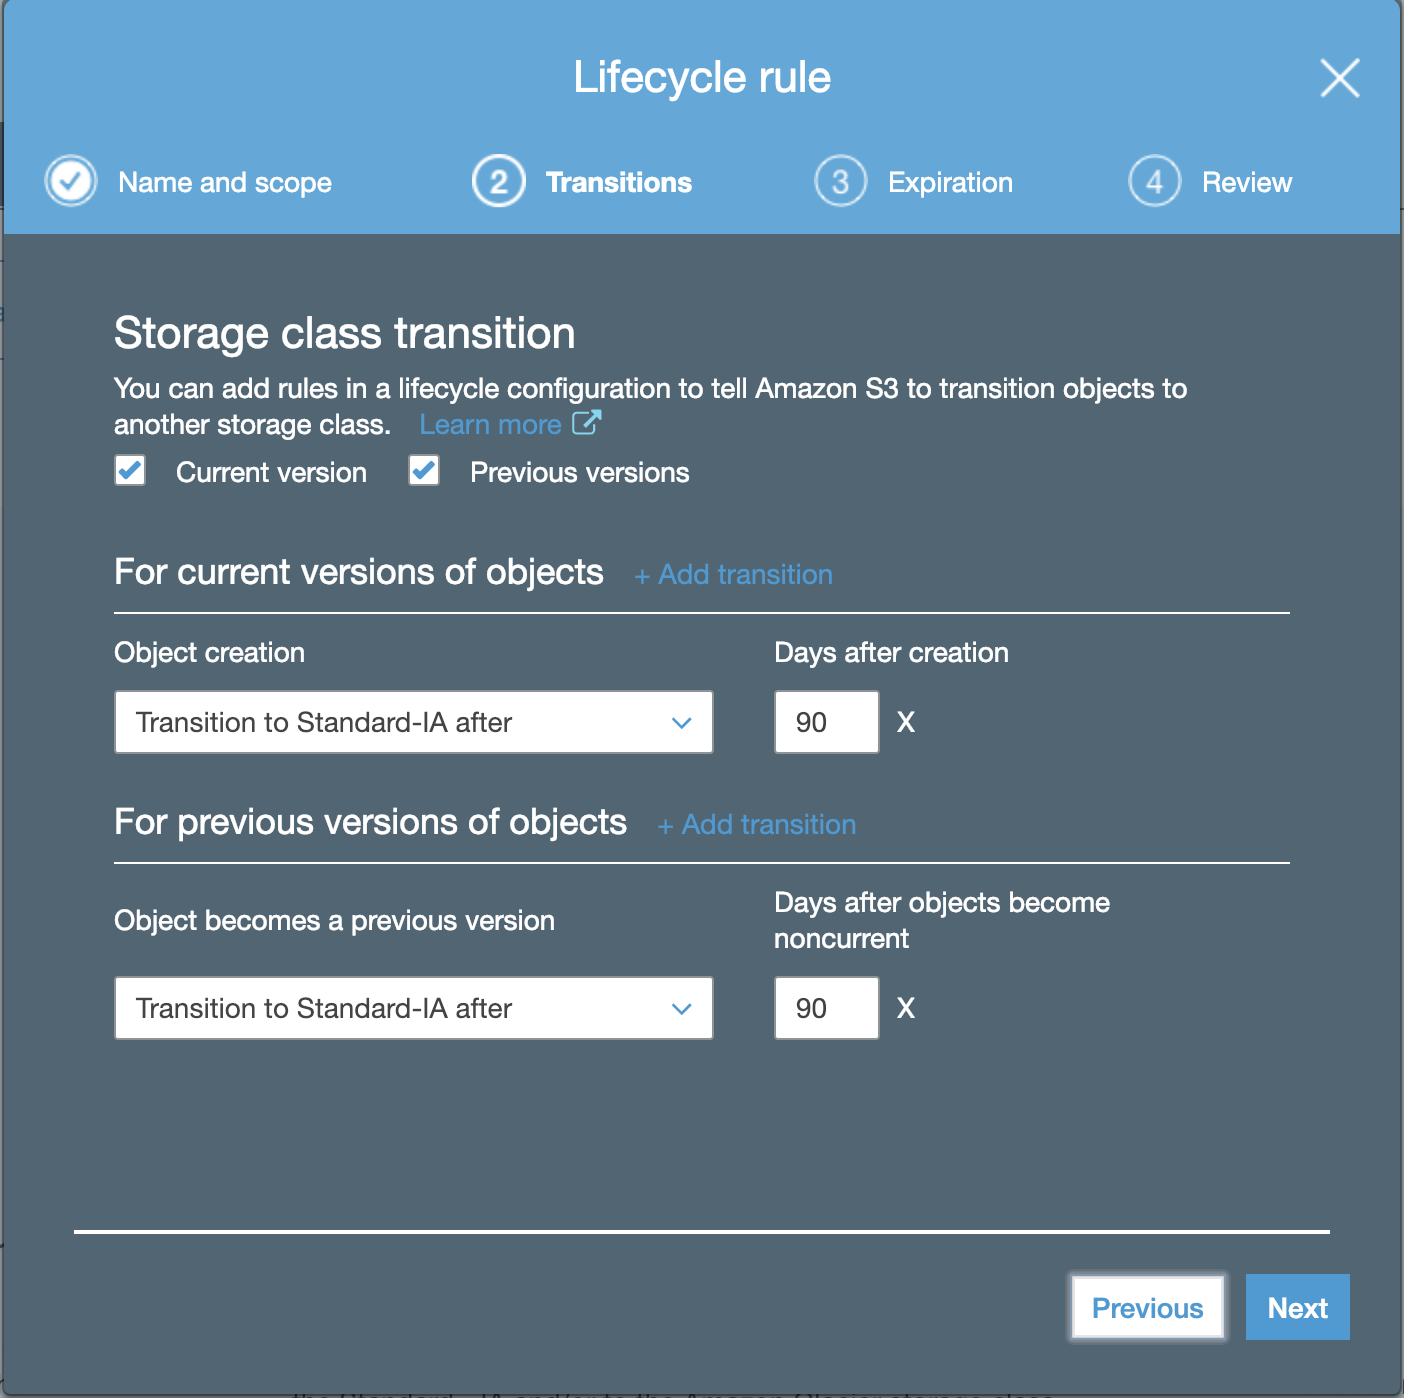 Lifecycle rule
Name and scope
2 Transitions
3 Expiration
4 Review
Storage class transition
You can add rules in a lifecycle configuration to tell Amazon S3 to transition objects to
another storage class. Learn more
Current version Previous versions
For current versions of objects + Add transition
Object creation Days after creation
Transition to Standard-IA after 90 X
For previous versions of objects + Add transition
Object becomes a previous version
Days after objects become
noncurrent
Transition to Standard-IA after 90 X
Previous Next